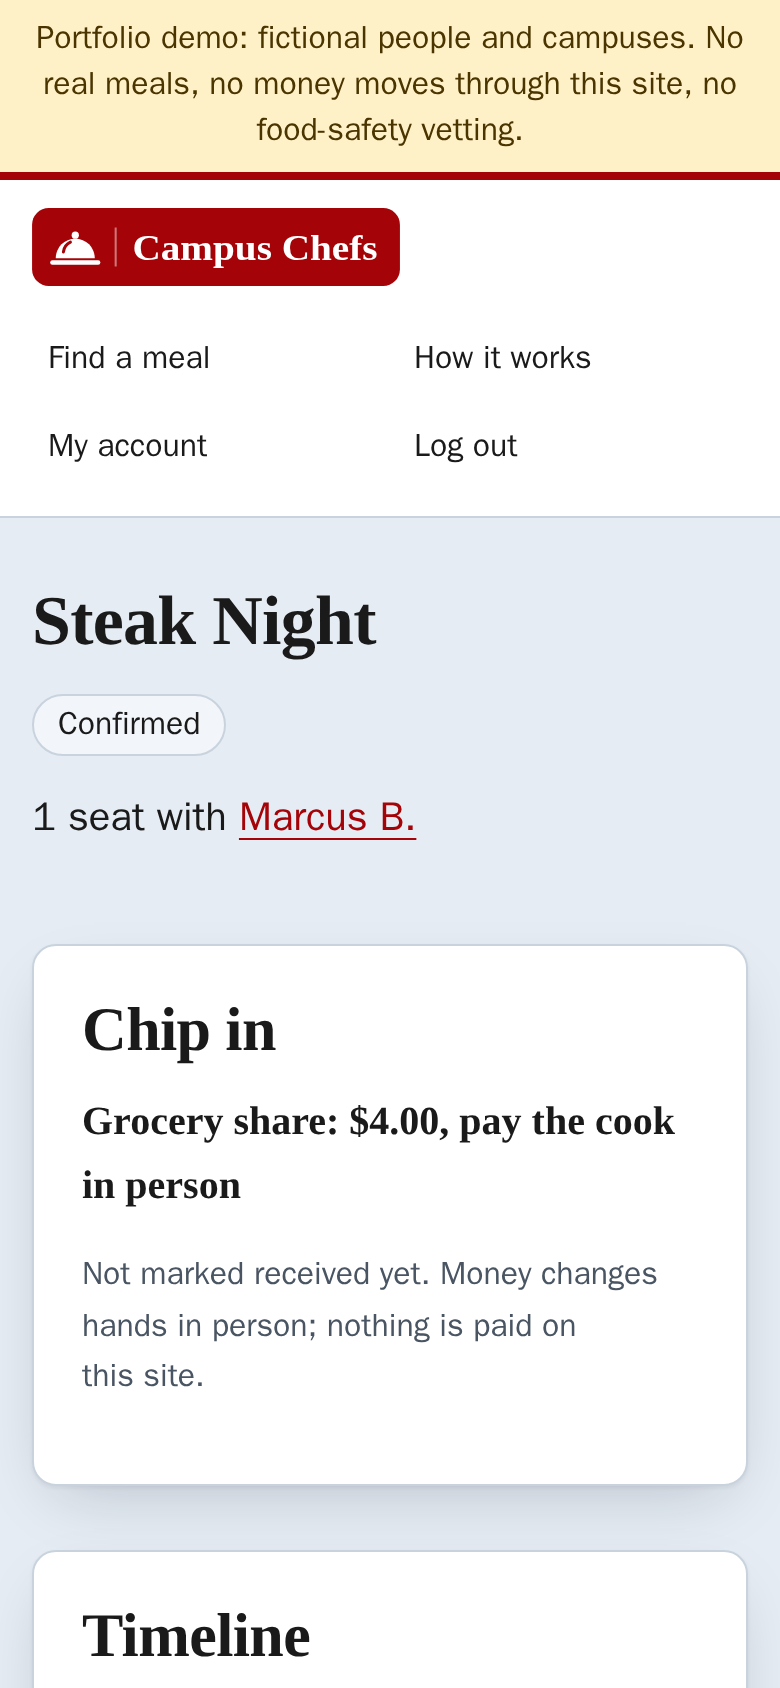 Portfolio demo: fictional people and campuses. No
real meals, no money moves through this site, no
food-safety vetting.
Campus Chefs
Find a meal
How it works
My account
Log out
Steak Night
Confirmed
1 seat with Marcus B.
Chip in
Grocery share: $4.00, pay the cook
in person
Not marked received yet. Money changes
hands in person; nothing is paid on
this site.
Timeline